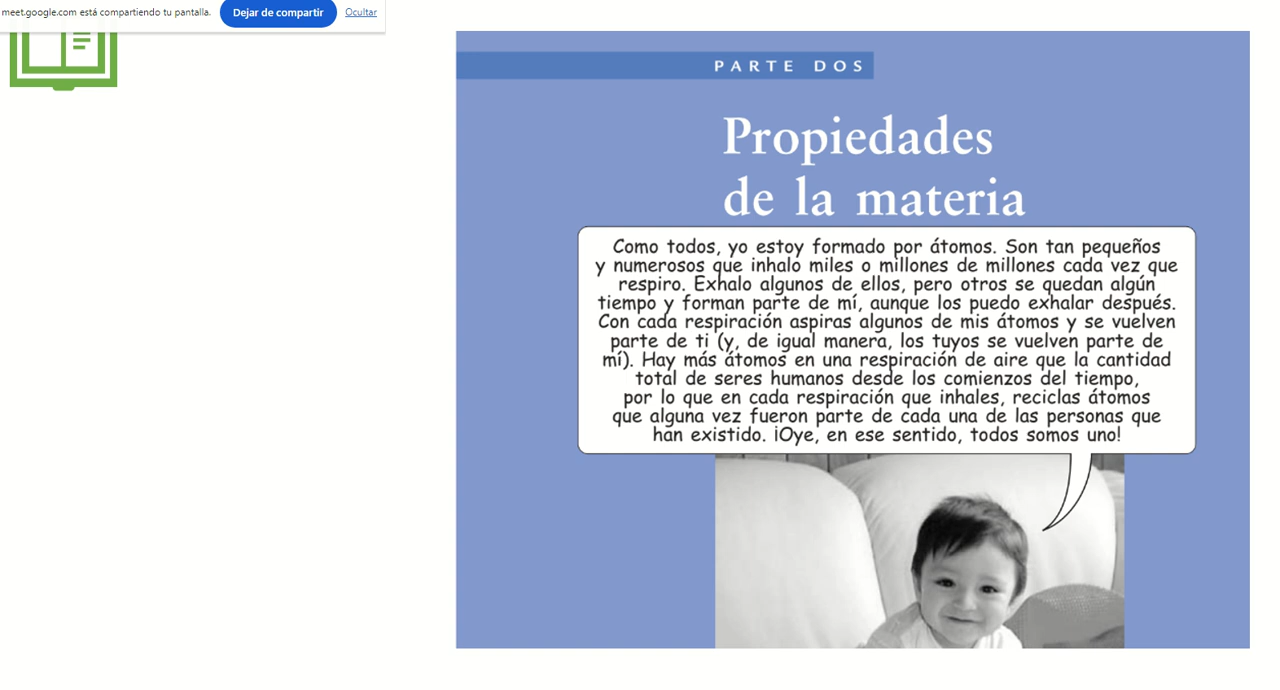 meet.google.com está compartiendo tu pantalla. Dejar de compartir Ocultar
PARTE DOS
Propiedades
de la materia
Como todos, yo estoy formado por átomos. Son tan pequeños
y numerosos que inhalo miles o millones de millones cada vez que
respiro. Exhalo algunos de ellos, pero otros se quedan algún
tiempo y forman parte de mí, aunque los puedo exhalar después.
Con cada respiración aspiras algunos de mis átomos y se vuelven
parte de ti (y, de igual manera, los tuyos se vuelven parte de
mí). Hay más átomos en una respiración de aire que la cantidad
total de seres humanos desde los comienzos del tiempo,
por lo que en cada respiración que inhales, reciclas átomos
que alguna vez fueron parte de cada una de las personas que
han existido. ¡Oye, en ese sentido, todos somos uno!